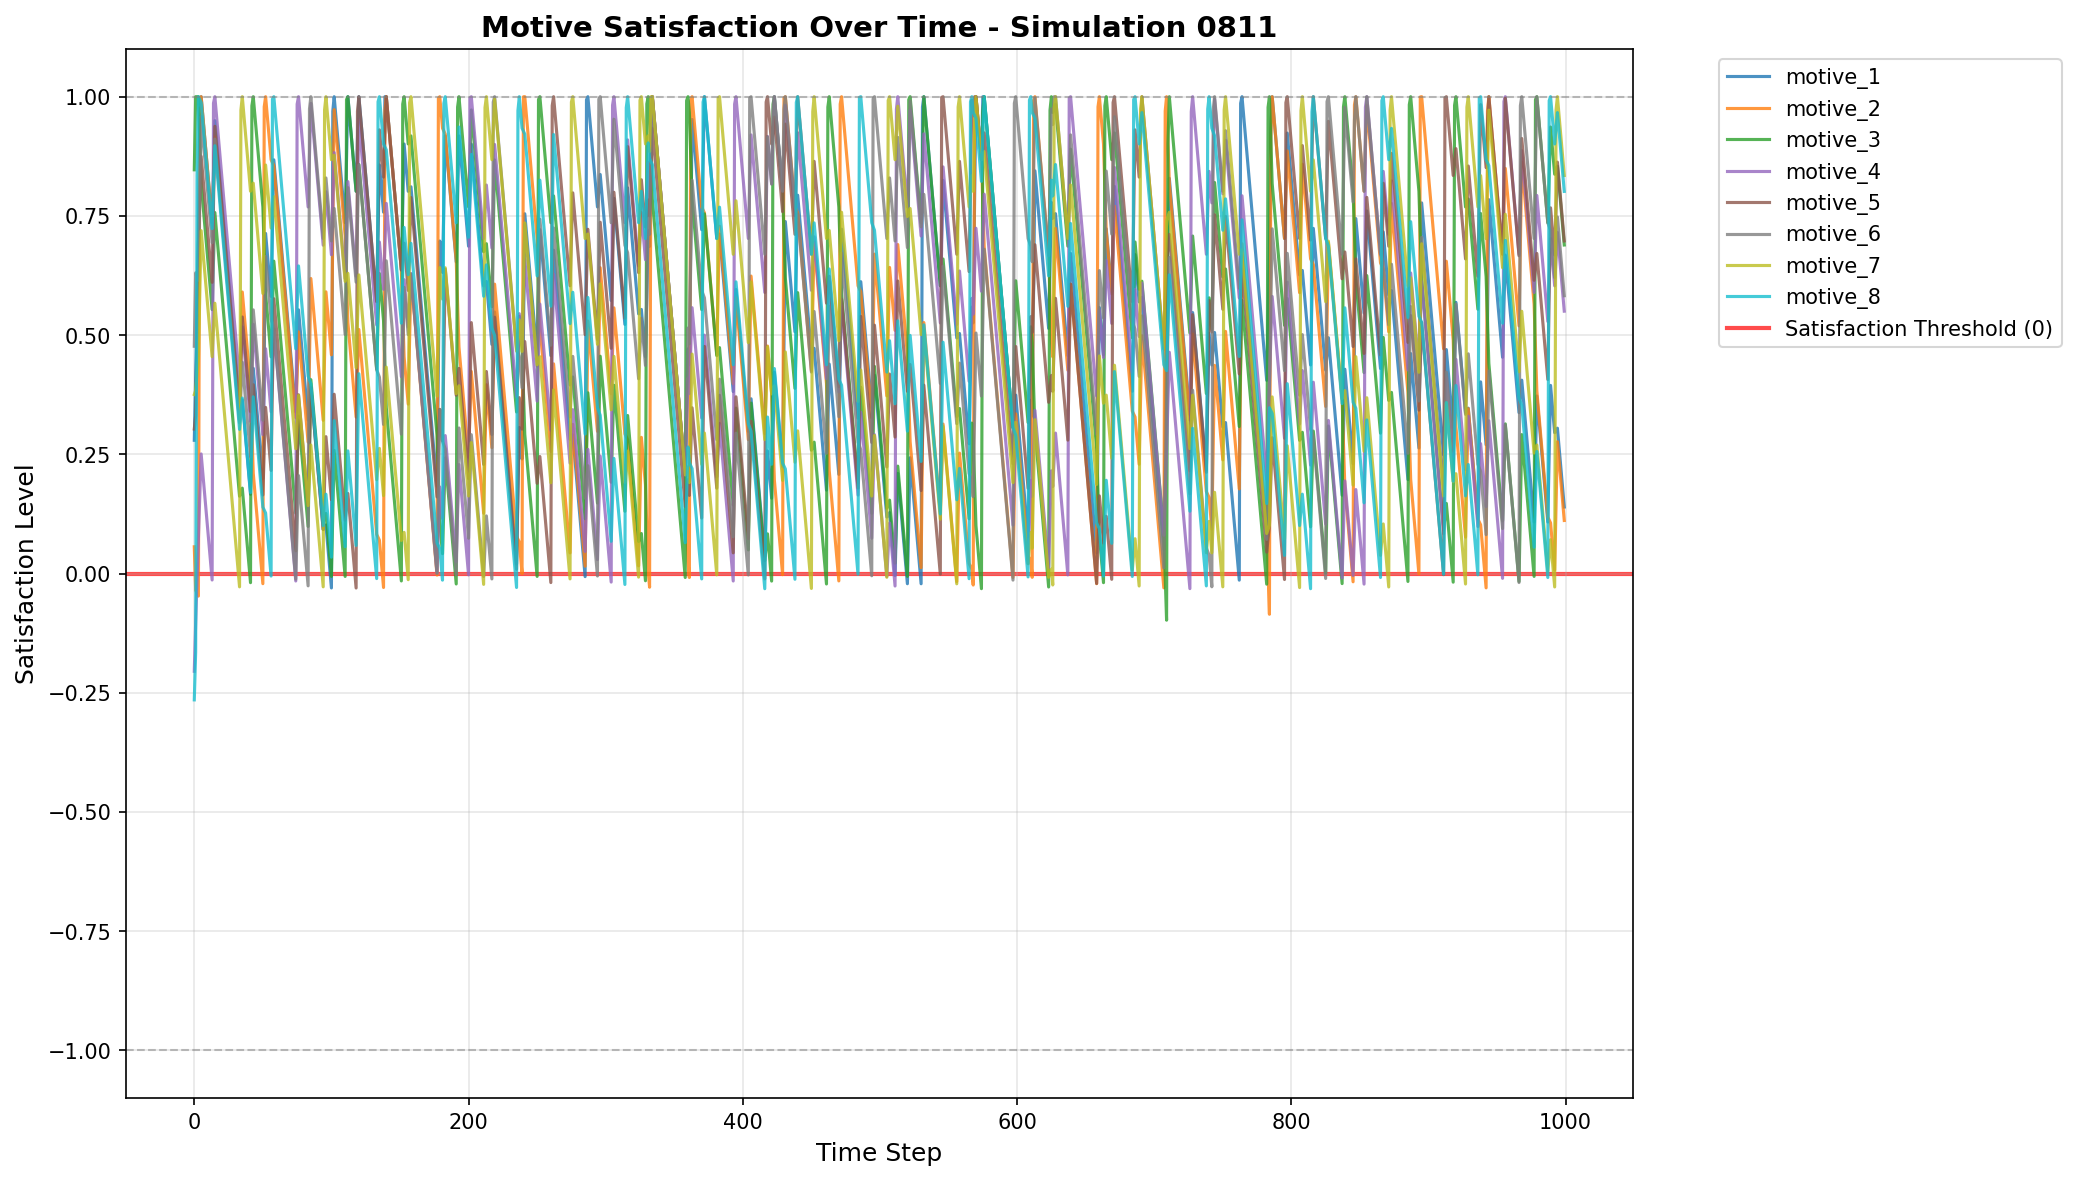 Motive Satisfaction Over Time - Simulation 0811
Satisfaction Level
1.00
0.75
0.50
0.25
0.00
−0.25
−0.50
−0.75
−1.00
0
200
400
600
800
1000
Time Step
motive_1
motive_2
motive_3
motive_4
motive_5
motive_6
motive_7
motive_8
Satisfaction Threshold (0)